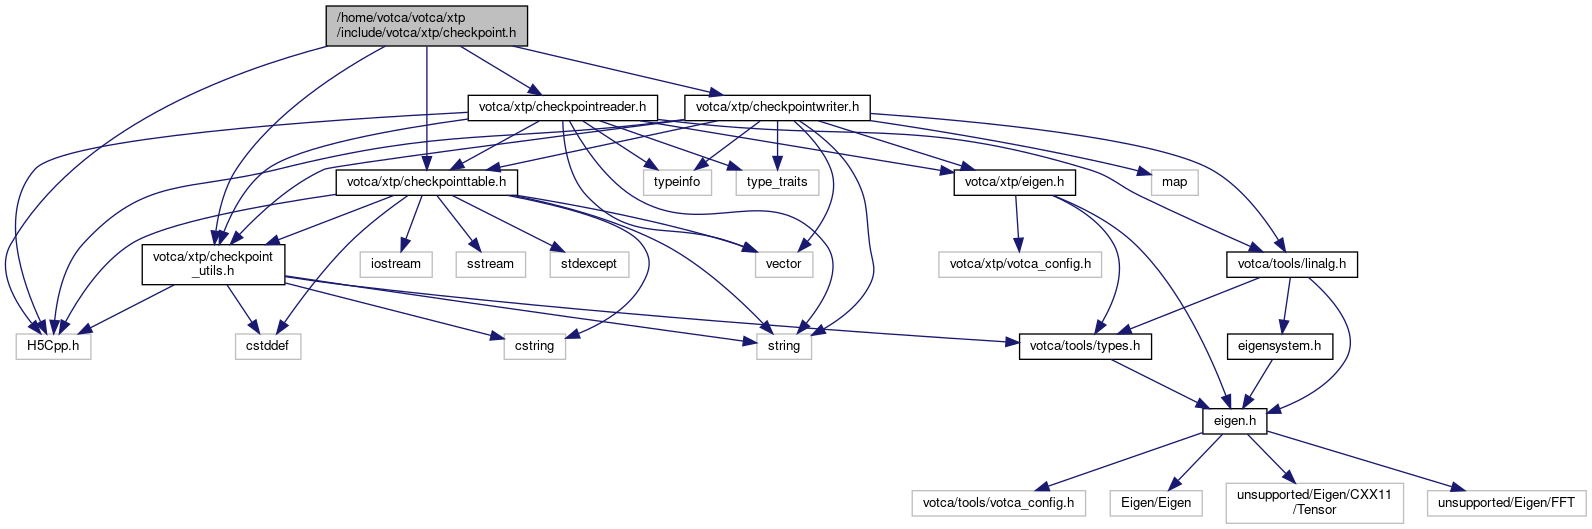 /home/votca/votca/xtp
/include/votca/xtp/checkpoint.h
votca/xtp/checkpointreader.h
votca/xtp/checkpointwriter.h
votca/xtp/checkpointtable.h
typeinfo
type_traits
votca/xtp/eigen.h
map
votca/xtp/checkpoint
_utils.h
iostream
sstream
stdexcept
vector
votca/xtp/votca_config.h
votca/tools/linalg.h
H5Cpp.h
cstddef
cstring
string
votca/tools/types.h
eigensystem.h
eigen.h
votca/tools/votca_config.h
Eigen/Eigen
unsupported/Eigen/CXX11
/Tensor
unsupported/Eigen/FFT